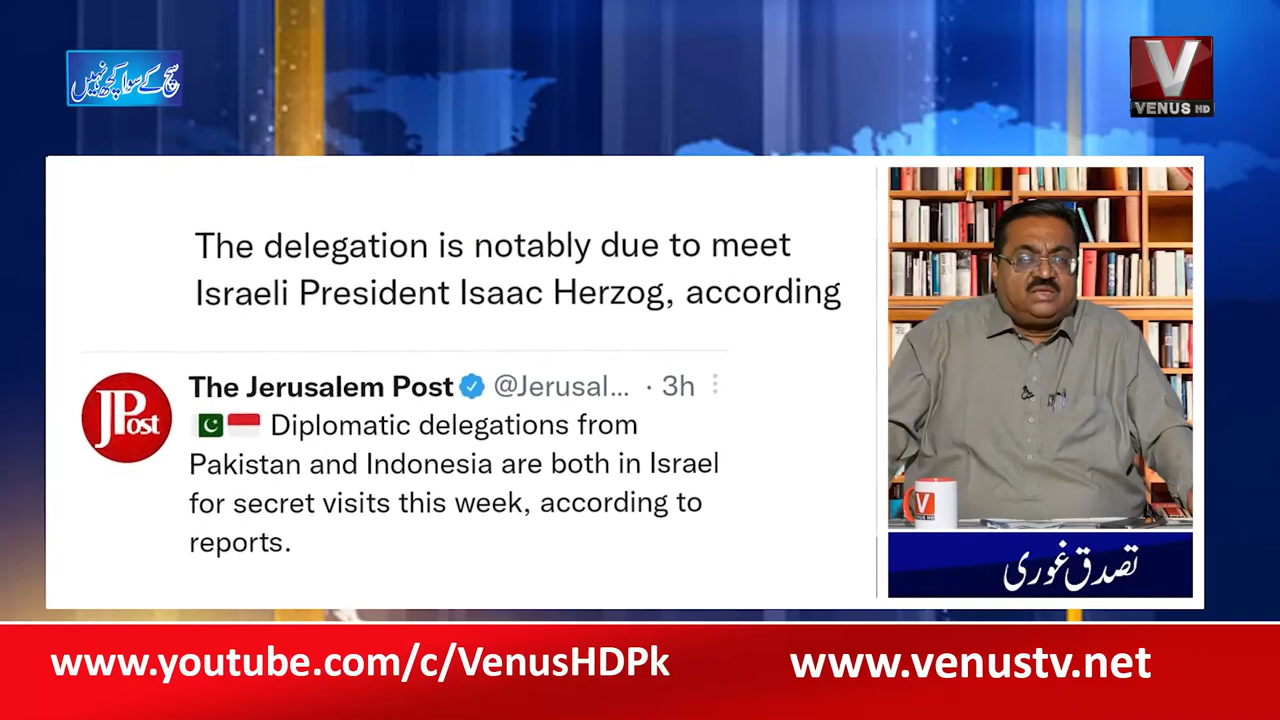 سچ کے سوا کچھ نہیں
V
VENUS HD
The delegation is notably due to meet
Israeli President Isaac Herzog, according
JPost
The Jerusalem Post @Jerusal... · 3h
Diplomatic delegations from
Pakistan and Indonesia are both in Israel
for secret visits this week, according to
reports.
V
VENUS HD
تصدق غوری
www.youtube.com/c/VenusHDPk
www.venustv.net